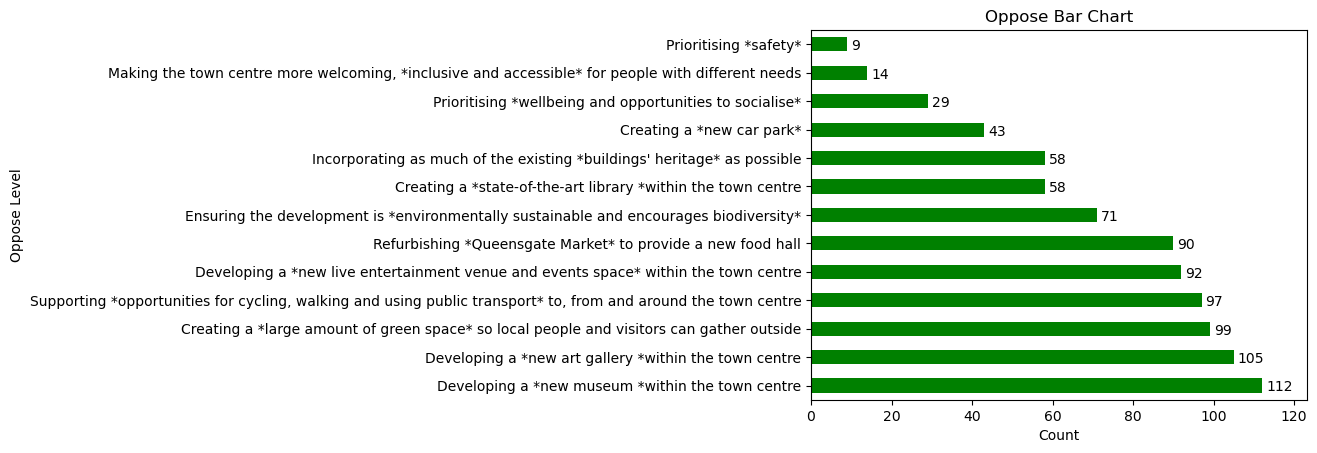 Oppose Bar Chart
Prioritising *safety* 9
Making the town centre more welcoming, *inclusive and accessible* for people with different needs 14
Prioritising *wellbeing and opportunities to socialise* 29
Creating a *new car park* 43
Incorporating as much of the existing *buildings' heritage* as possible 58
Creating a *state-of-the-art library *within the town centre 58
Ensuring the development is *environmentally sustainable and encourages biodiversity* 71
Refurbishing *Queensgate Market* to provide a new food hall 90
Developing a *new live entertainment venue and events space* within the town centre 92
Supporting *opportunities for cycling, walking and using public transport* to, from and around the town centre 97
Creating a *large amount of green space* so local people and visitors can gather outside 99
Developing a *new art gallery *within the town centre 105
Developing a *new museum *within the town centre 112
Oppose Level
0 20 40 60 80 100 120
Count